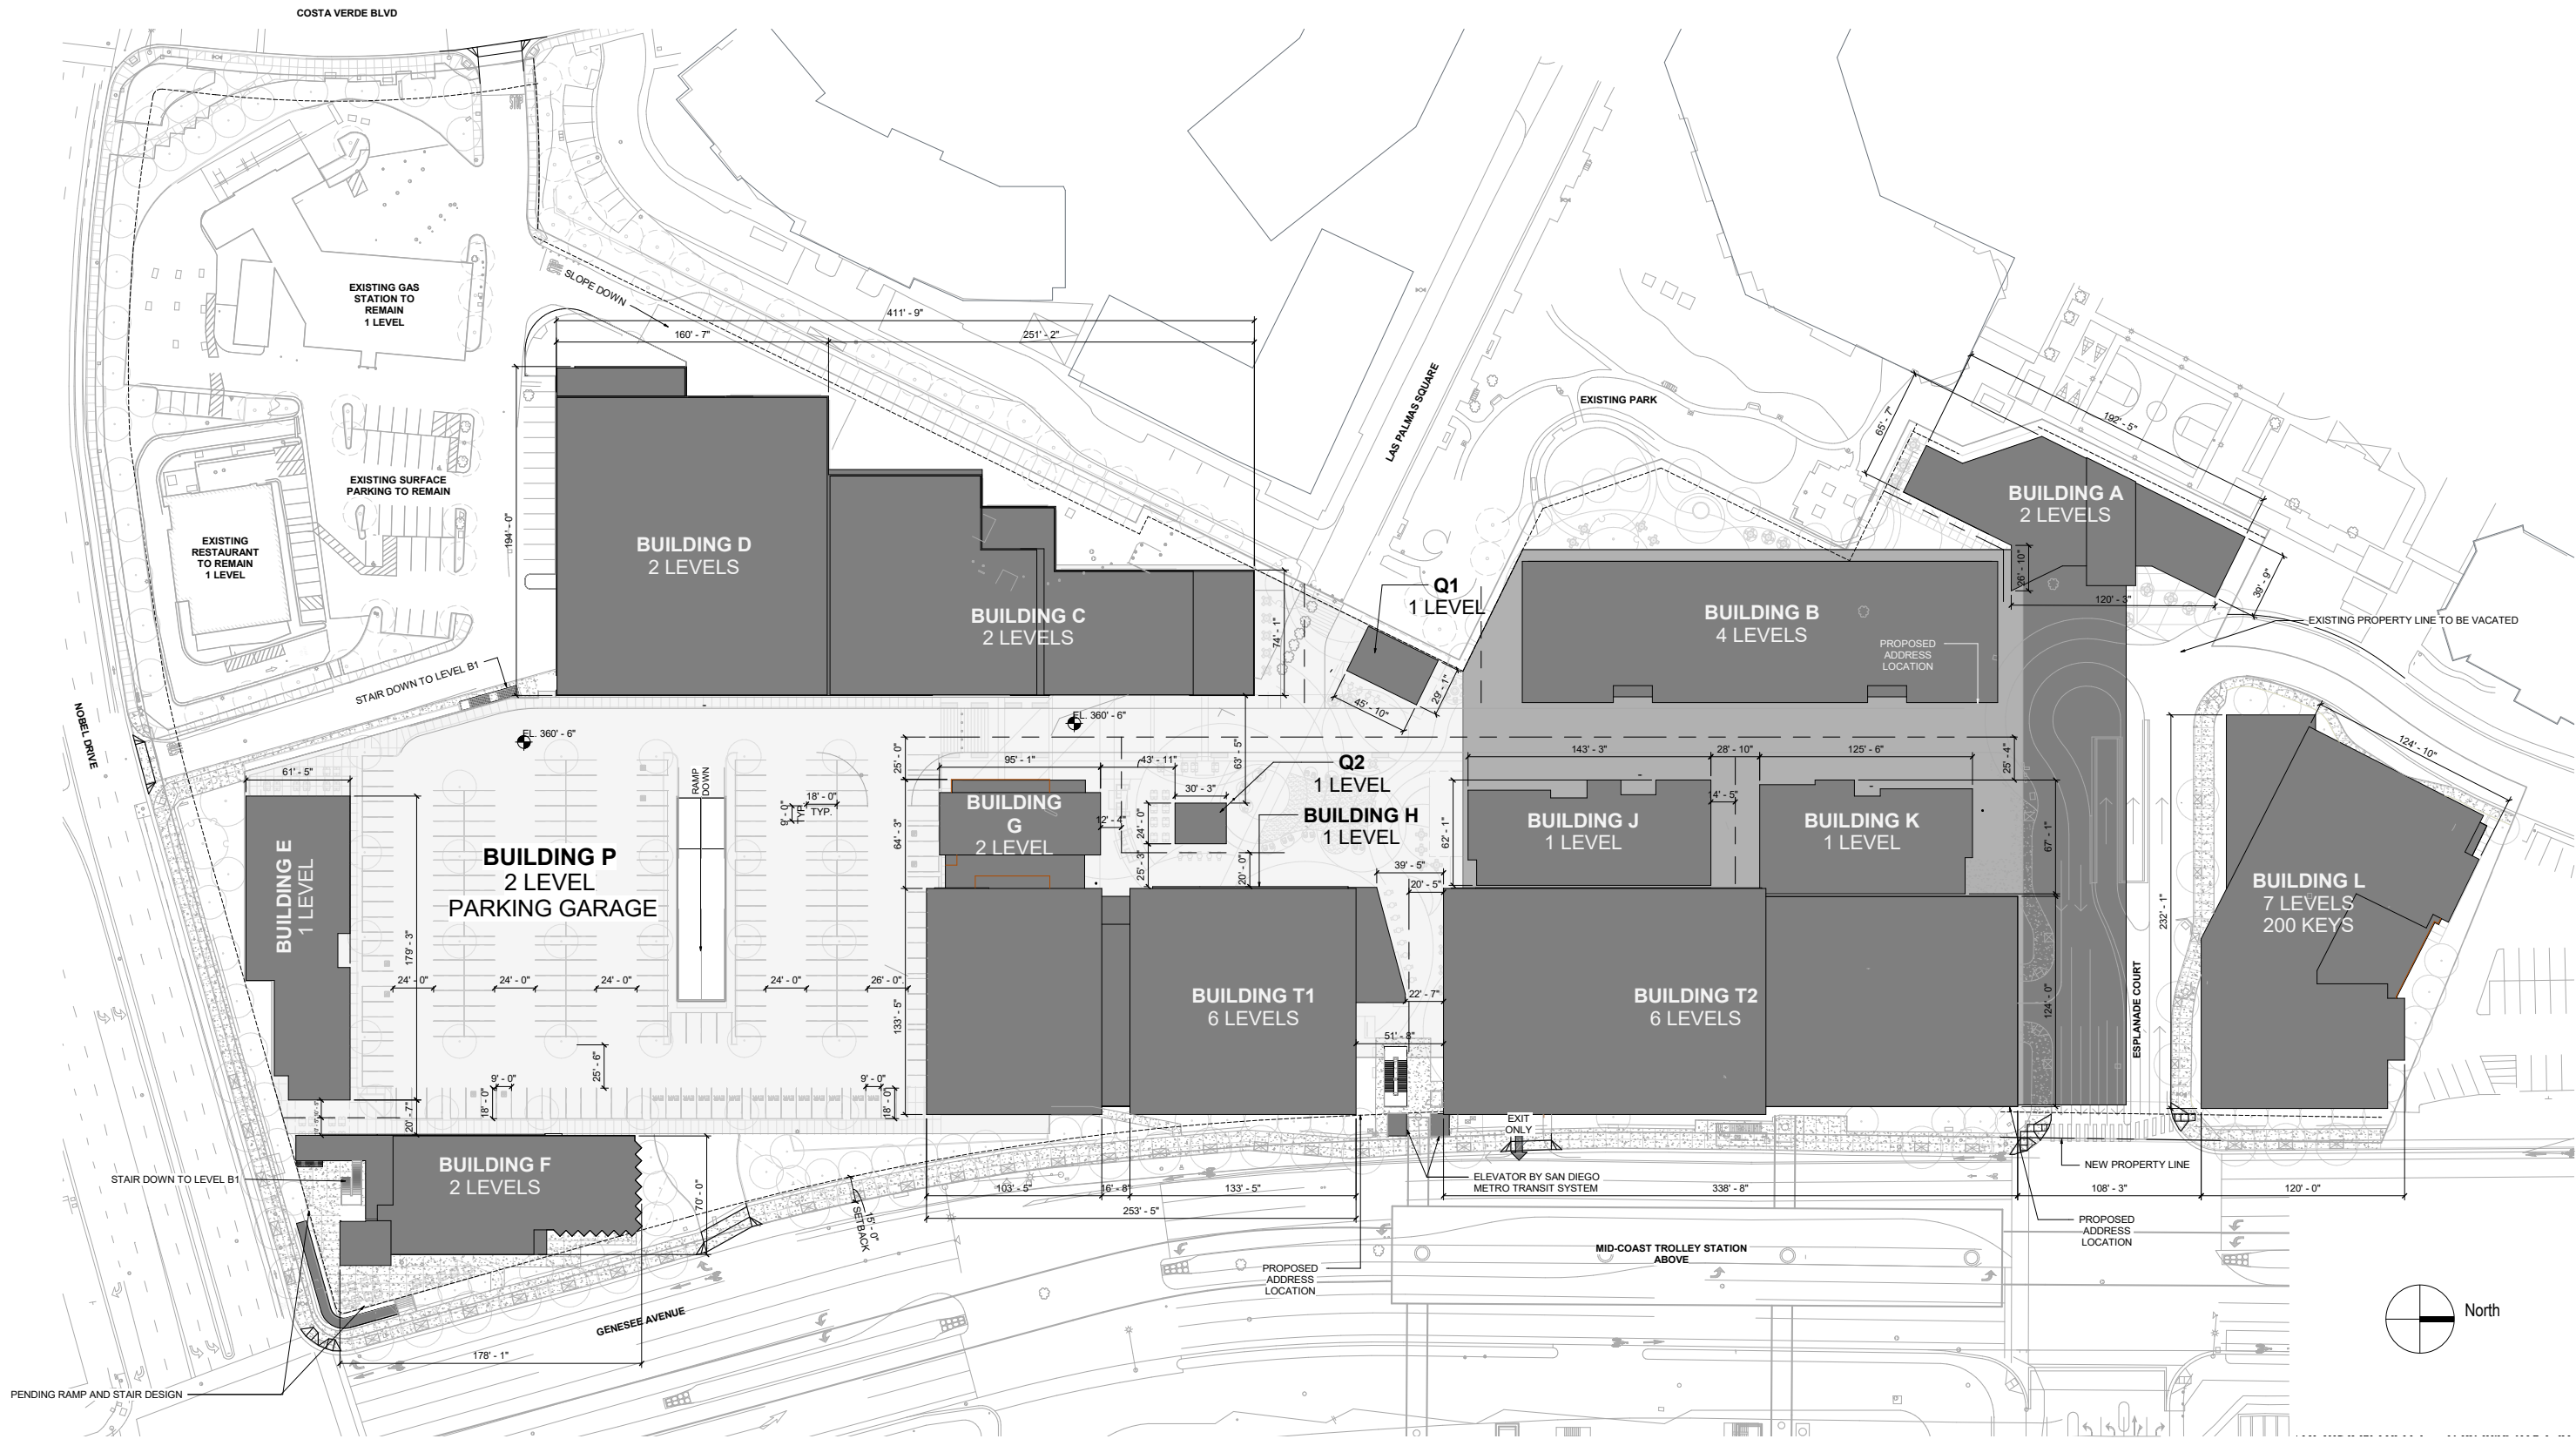 COSTA VERDE BLVD
EXISTING GAS
STATION TO
REMAIN
1 LEVEL
SLOPE DOWN
411' - 9"
160' - 7"
251' - 2"
EXISTING SURFACE
PARKING TO REMAIN
EXISTING
RESTAURANT
TO REMAIN
1 LEVEL
194' - 0"
BUILDING D
2 LEVELS
BUILDING C
2 LEVELS
74' - 1"
LAS PALMAS SQUARE
EXISTING PARK
Q1
1 LEVEL
45' - 10"
29' - 1"
BUILDING B
4 LEVELS
PROPOSED
ADDRESS
LOCATION
65' - 7"
192' - 5"
BUILDING A
2 LEVELS
26' - 10"
120' - 3"
39' - 9"
EXISTING PROPERTY LINE TO BE VACATED
STAIR DOWN TO LEVEL B1
NOBEL DRIVE
EL. 360' - 6"
EL. 360' - 6"
61' - 5"
RAMP
DOWN
18' - 0"
TYP.
9' - 0"
TYP.
25' - 0"
95' - 1"
43' - 11"
63' - 5"
Q2
1 LEVEL
30' - 3"
143' - 3"
28' - 10"
125' - 6"
25' - 4"
124' - 10"
BUILDING
G
2 LEVEL
12' - 4"
24' - 0"
64' - 3"
25' - 3"
20' - 0"
BUILDING H
1 LEVEL
62' - 1"
BUILDING J
1 LEVEL
14' - 5"
BUILDING K
1 LEVEL
67' - 1"
BUILDING E
1 LEVEL
BUILDING P
2 LEVEL
PARKING GARAGE
179' - 3"
39' - 5"
20' - 5"
232' - 1"
BUILDING L
7 LEVELS
200 KEYS
24' - 0"
24' - 0"
24' - 0"
24' - 0"
26' - 0"
133' - 5"
BUILDING T1
6 LEVELS
22' - 7"
51' - 8"
BUILDING T2
6 LEVELS
124' - 0"
ESPLANADE COURT
25' - 6"
9' - 0"
18' - 0"
9' - 0"
18' - 0"
20' - 7"
EXIT
ONLY
BUILDING F
2 LEVELS
STAIR DOWN TO LEVEL B1
70' - 0"
15' - 0"
SETBACK
103' - 5"
16' - 8"
133' - 5"
253' - 5"
ELEVATOR BY SAN DIEGO
METRO TRANSIT SYSTEM
338' - 8"
NEW PROPERTY LINE
108' - 3"
120' - 0"
PROPOSED
ADDRESS
LOCATION
PROPOSED
ADDRESS
LOCATION
MID-COAST TROLLEY STATION
ABOVE
GENESEE AVENUE
178' - 1"
PENDING RAMP AND STAIR DESIGN
North